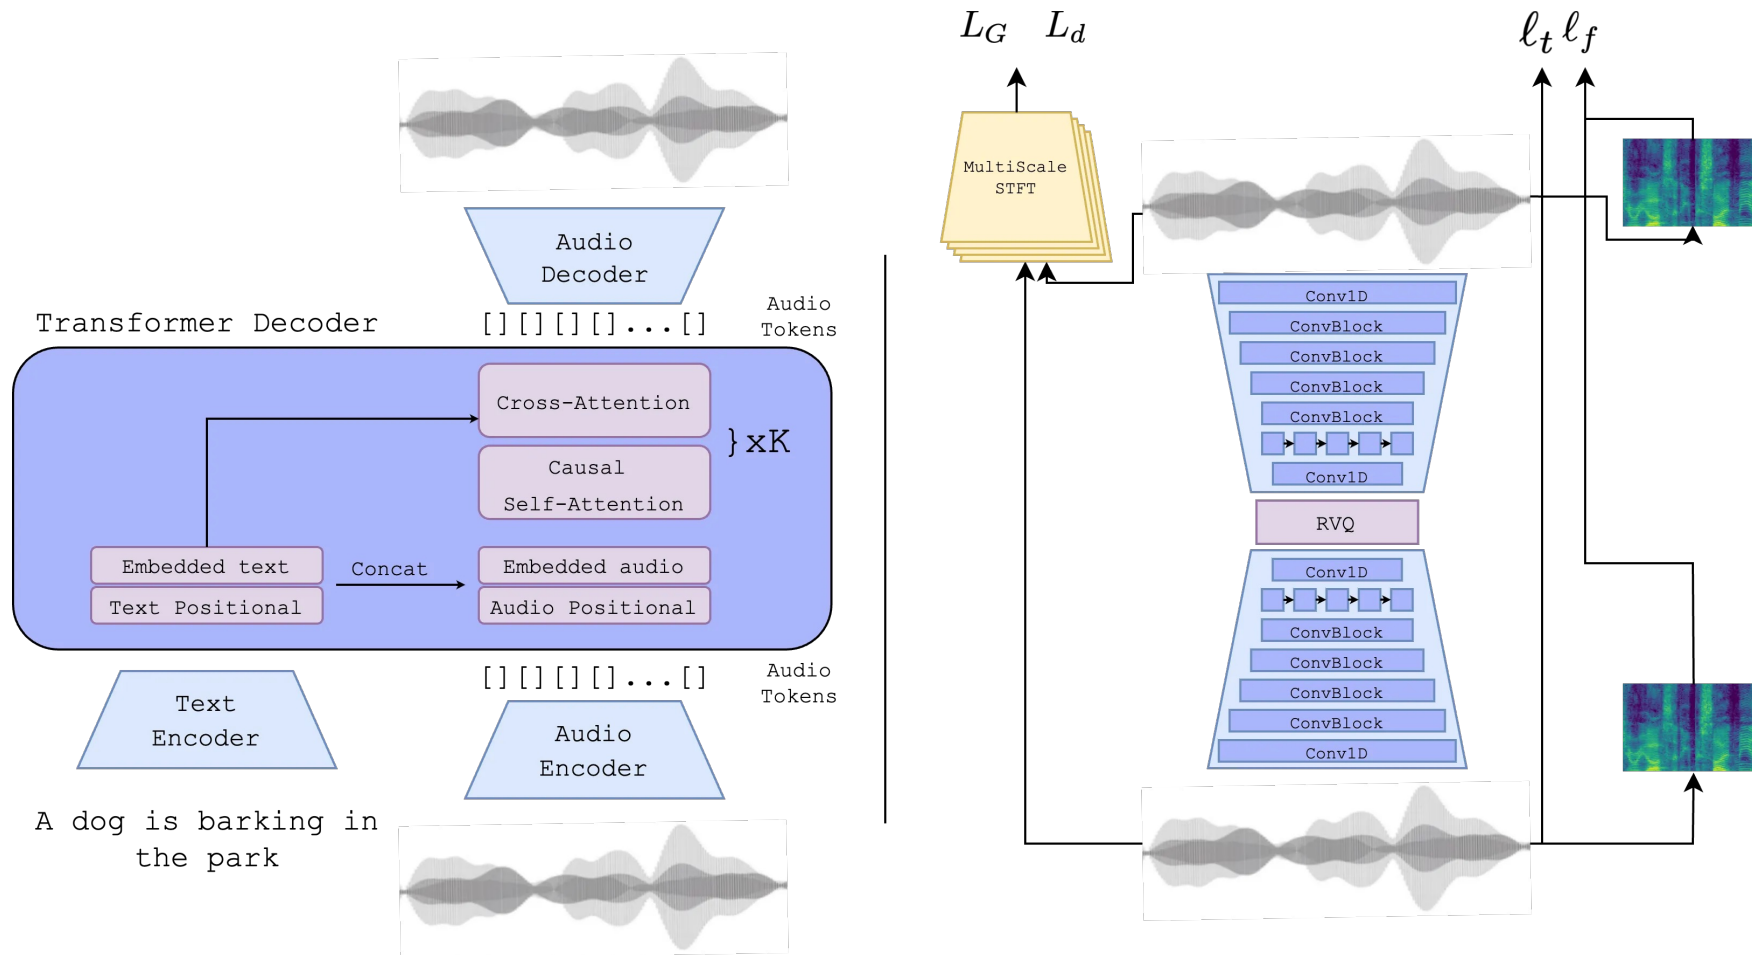 Audio
Decoder
Transformer Decoder
[][][][]...[]
Audio
Tokens
Cross-Attention
}xK
Causal
Self-Attention
Embedded text
Concat
Embedded audio
Text Positional
Audio Positional
[][][][]...[]
Audio
Tokens
Text
Encoder
Audio
Encoder
A dog is barking in
the park
L_G L_d
ℓ_t ℓ_f
MultiScale
STFT
Conv1D
ConvBlock
ConvBlock
ConvBlock
ConvBlock
Conv1D
RVQ
Conv1D
ConvBlock
ConvBlock
ConvBlock
ConvBlock
Conv1D